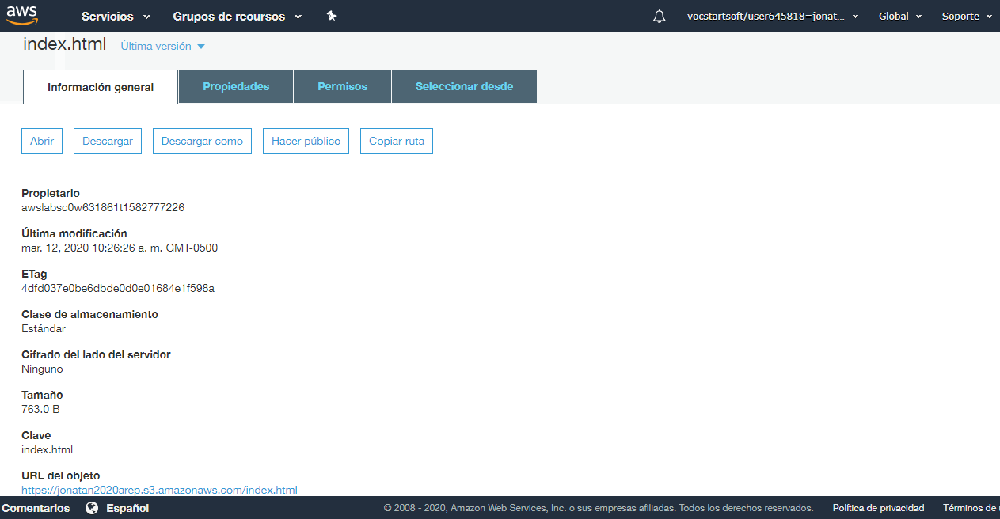 aws Servicios Grupos de recursos vocstartsoft/user645818=jonat... Global Soporte
index.html Última versión
Información general Propiedades Permisos Seleccionar desde
Abrir Descargar Descargar como Hacer público Copiar ruta
Propietario
awslabsc0w631861t1582777226
Última modificación
mar. 12, 2020 10:26:26 a. m. GMT-0500
ETag
4dfd037e0be6dbde0d0e01684e1f598a
Clase de almacenamiento
Estándar
Cifrado del lado del servidor
Ninguno
Tamaño
763.0 B
Clave
index.html
URL del objeto
https://jonatan2020arep.s3.amazonaws.com/index.html
Comentarios Español © 2008 - 2020, Amazon Web Services, Inc. o sus empresas afiliadas. Todos los derechos reservados. Política de privacidad Términos de